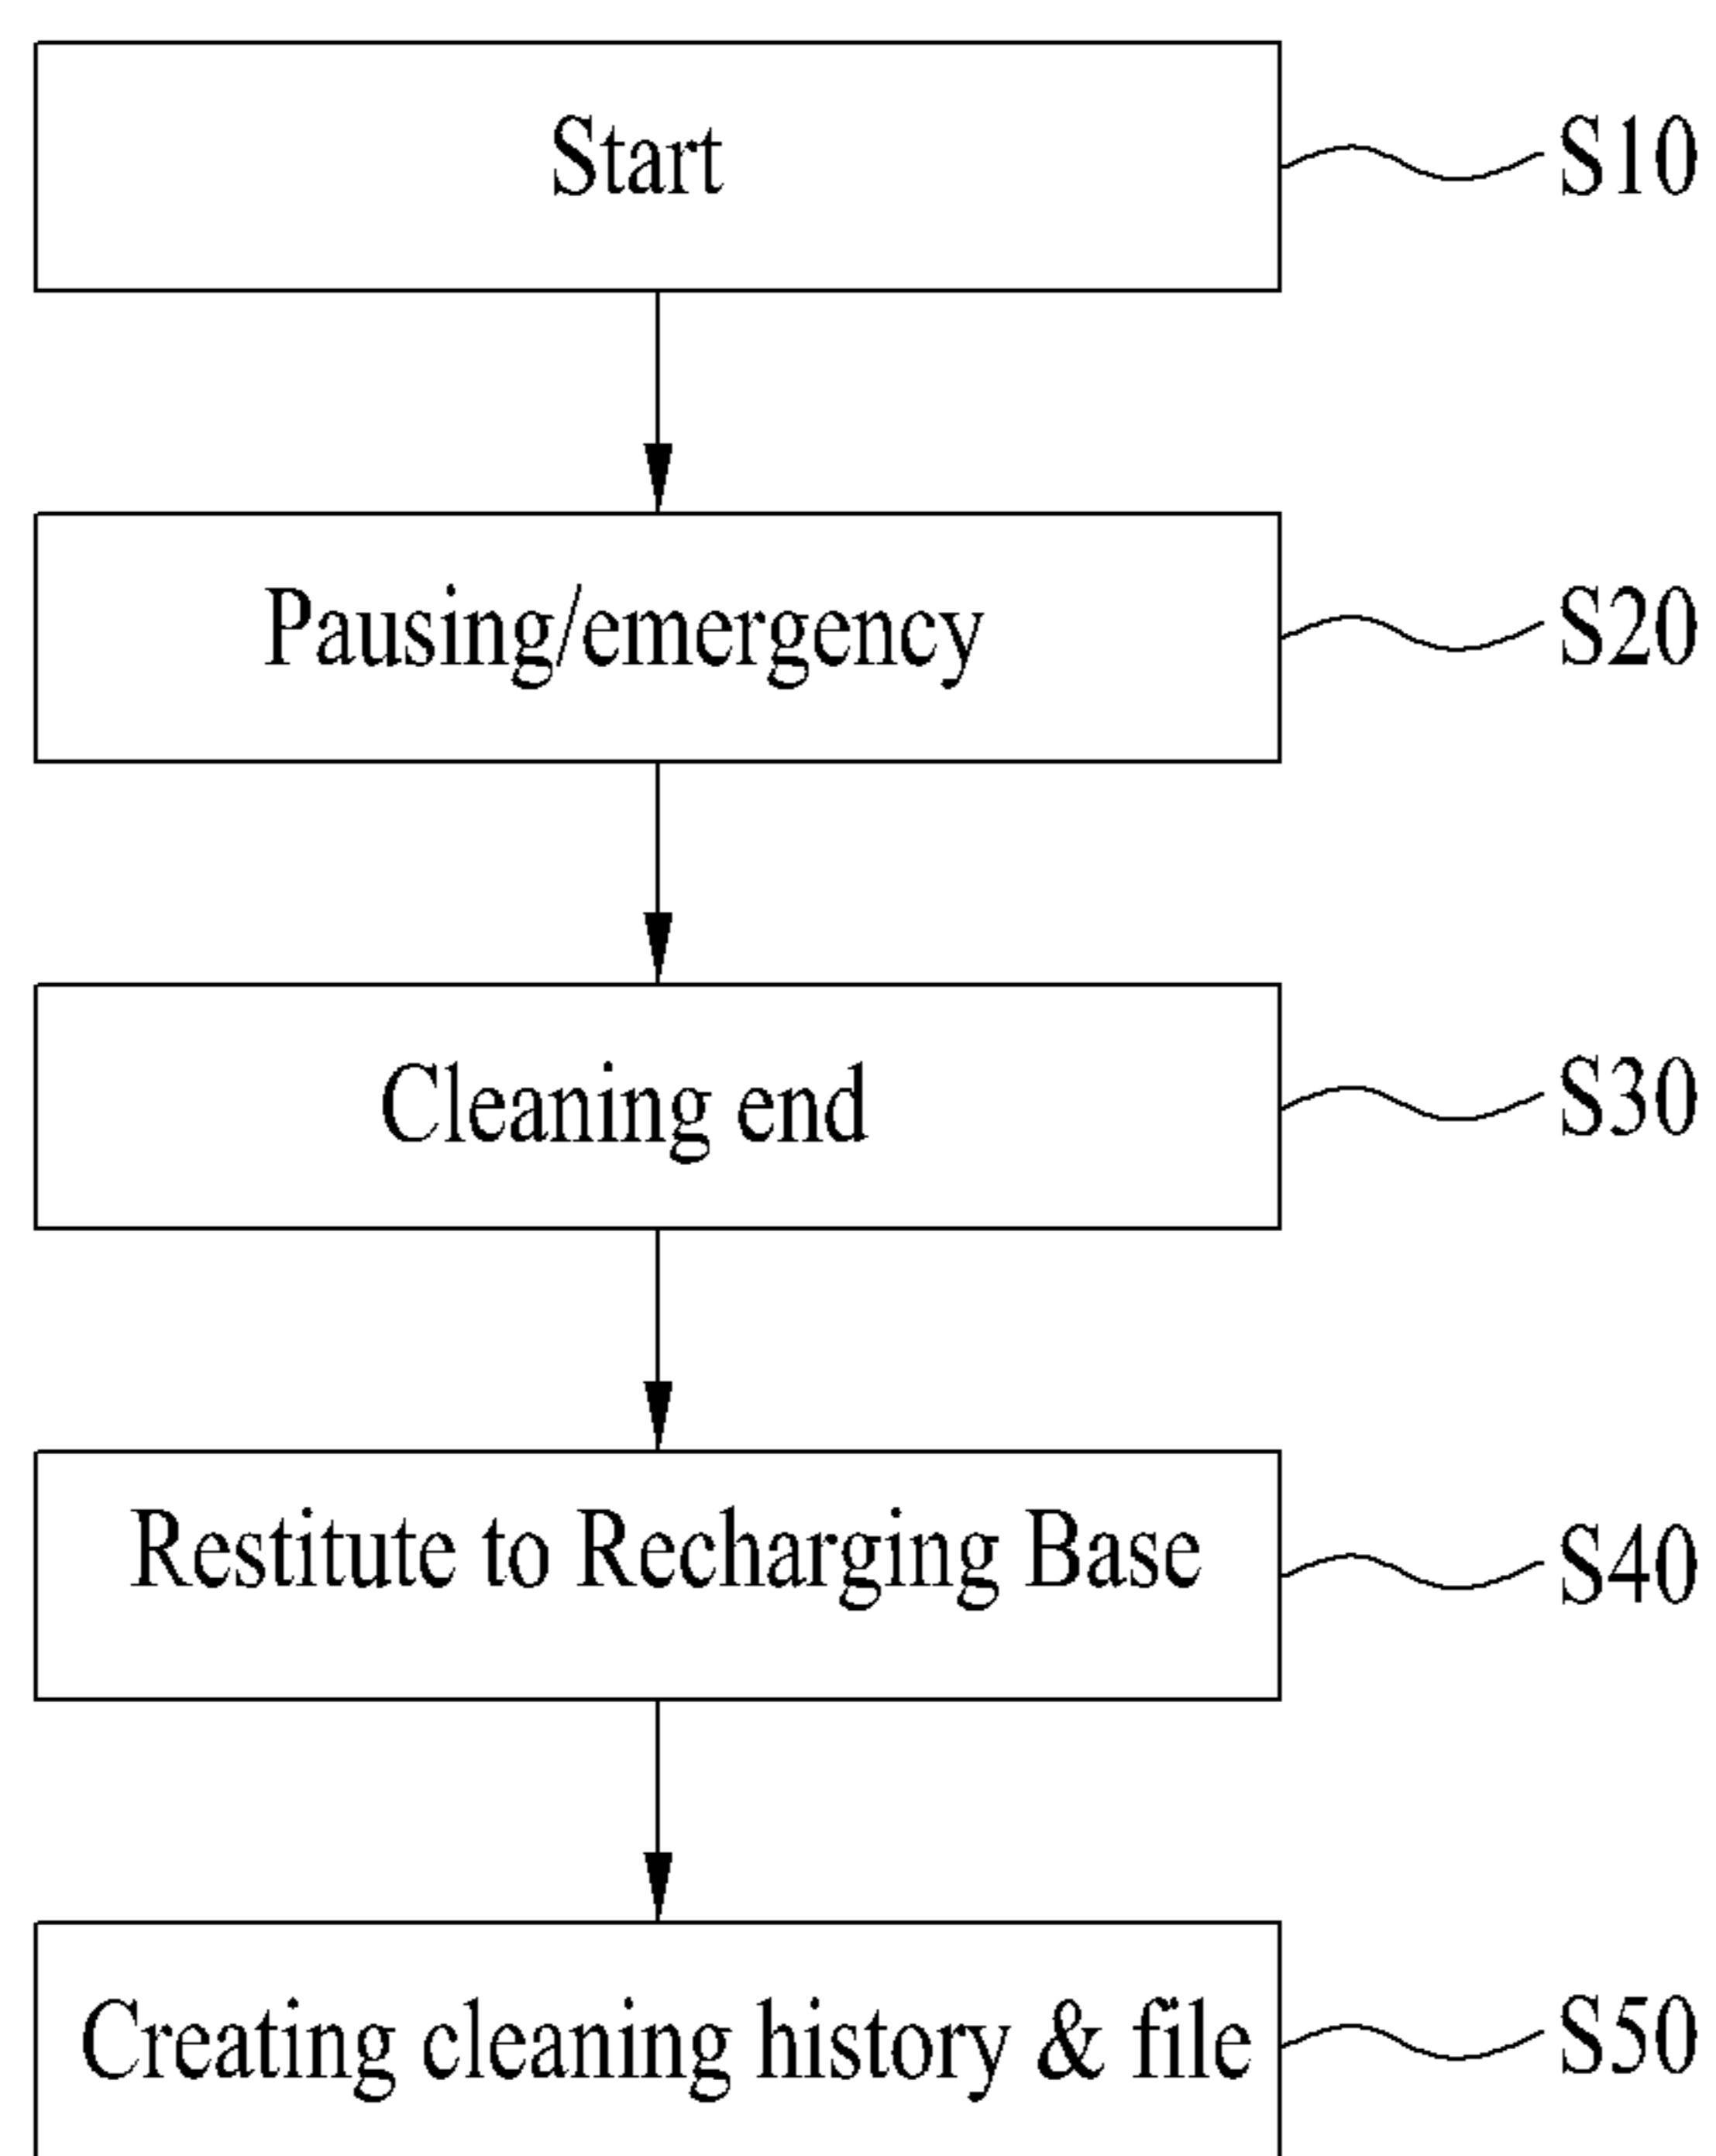 Start
S10
Pausing/emergency
S20
Cleaning end
S30
Restitute to Recharging Base
S40
Creating cleaning history & file
S50